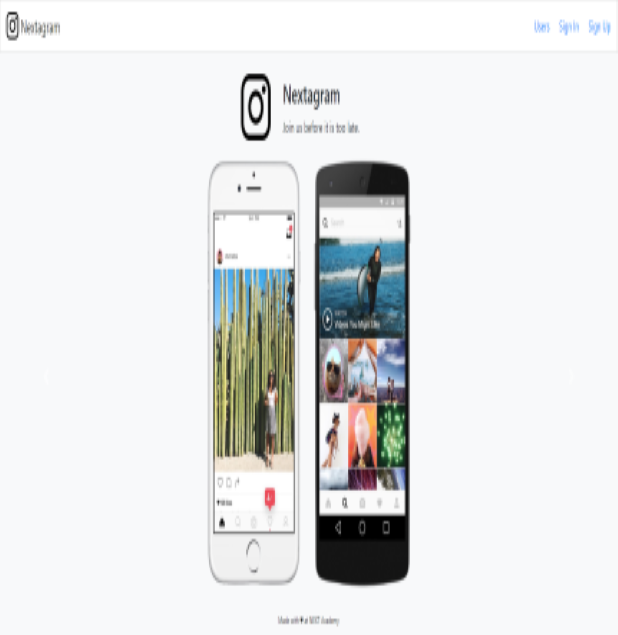 Nextagram
Users Sign In Sign Up
Nextagram
Join us before it is too late.
Search
Videos You Might Like
Made with ♥ at NEXT Academy